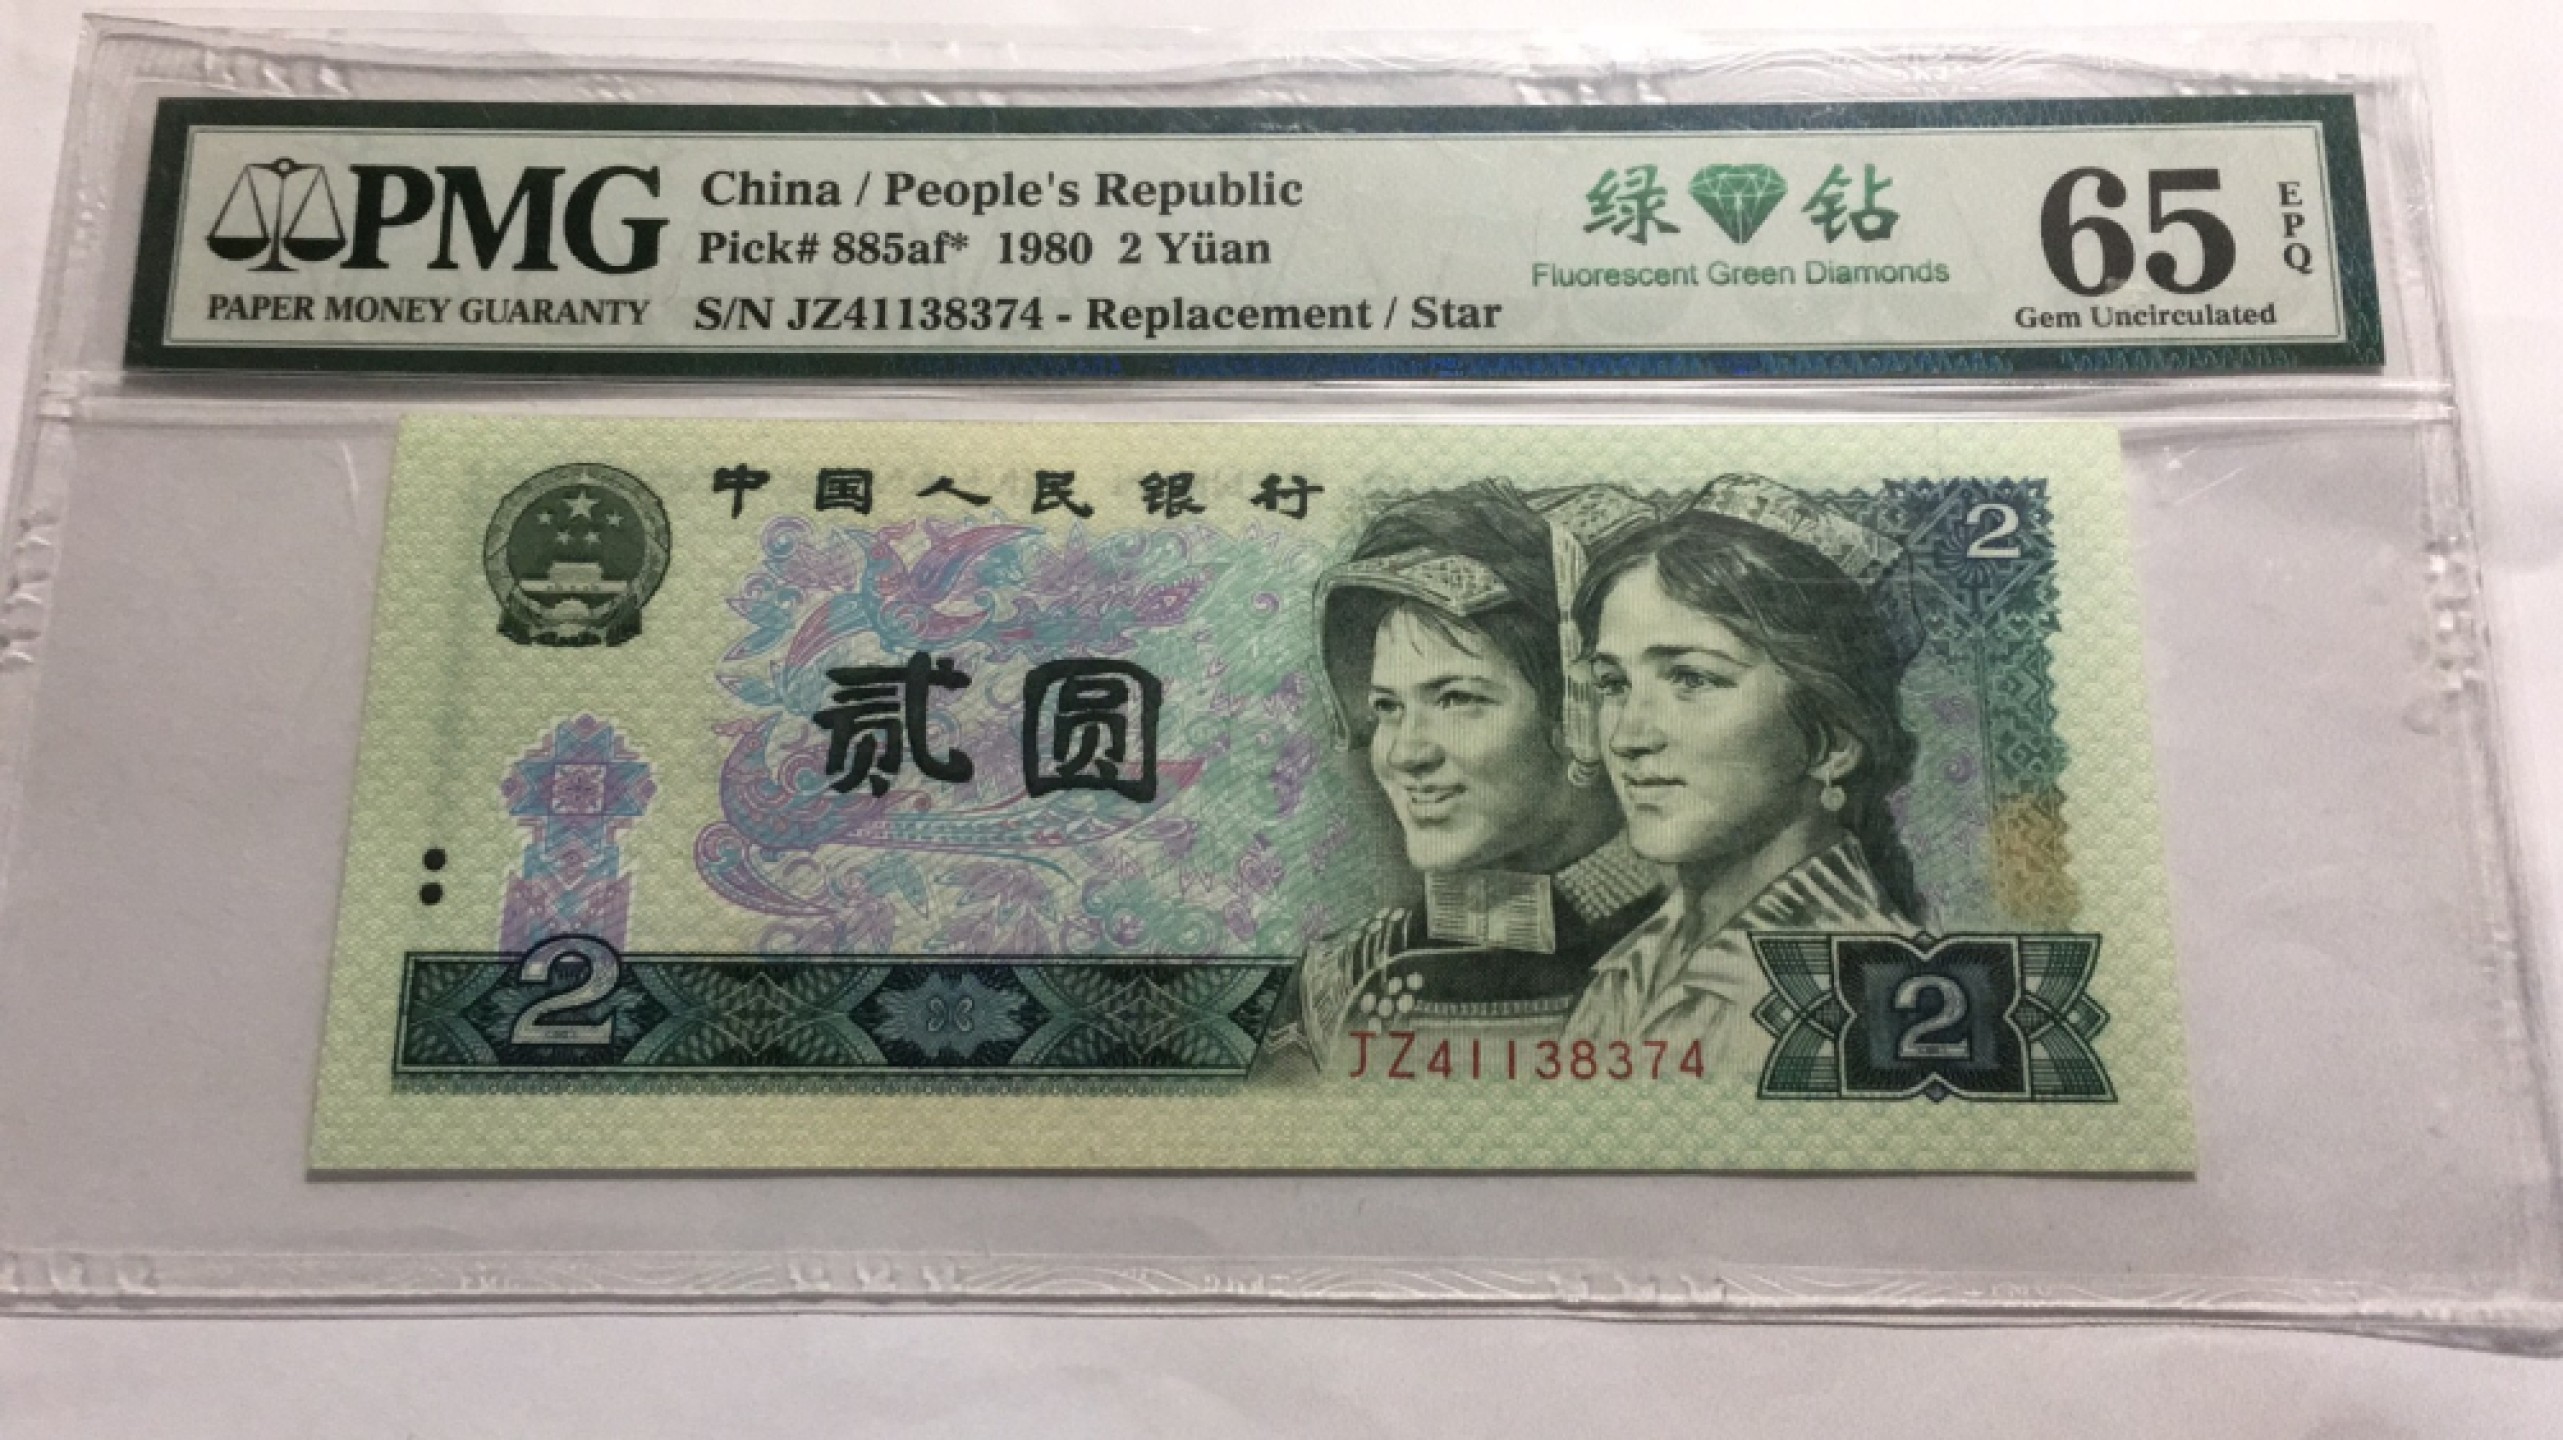 PMG
PAPER MONEY GUARANTY
China / People's Republic
Pick# 885af* 1980 2 Yüan
S/N JZ41138374 - Replacement / Star
绿钻
Fluorescent Green Diamonds
65
EPQ
Gem Uncirculated
中国人民银行
2
贰圆
2
2
JZ41138374